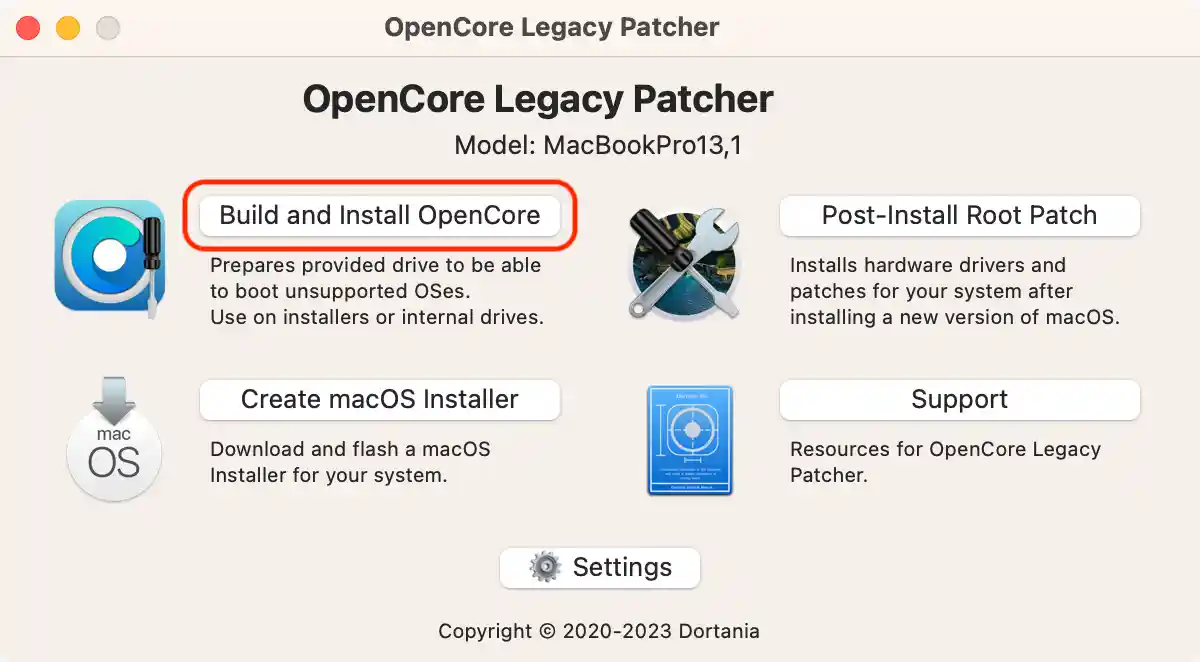 OpenCore Legacy Patcher
OpenCore Legacy Patcher
Model: MacBookPro13,1
Build and Install OpenCore
Prepares provided drive to be able
to boot unsupported OSes.
Use on installers or internal drives.
Post-Install Root Patch
Installs hardware drivers and
patches for your system after
installing a new version of macOS.
mac
OS
Create macOS Installer
Download and flash a macOS
Installer for your system.
Support
Resources for OpenCore Legacy
Patcher.
Settings
Copyright © 2020-2023 Dortania